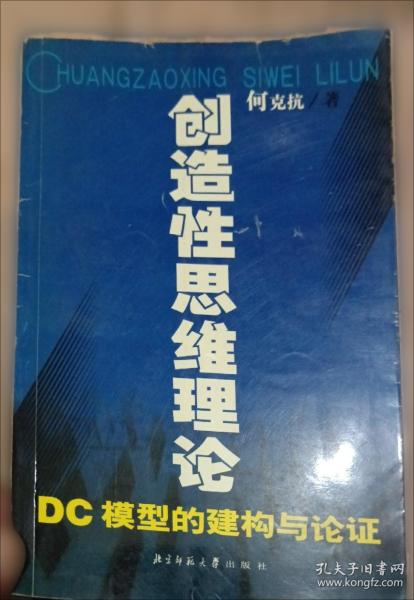 CHUANGZAOXING SIWEI LILUN
何克抗/著
创造性思维理论
DC 模型的建构与论证
北京师范大学出版社
孔夫子旧书网
www.kongfz.com